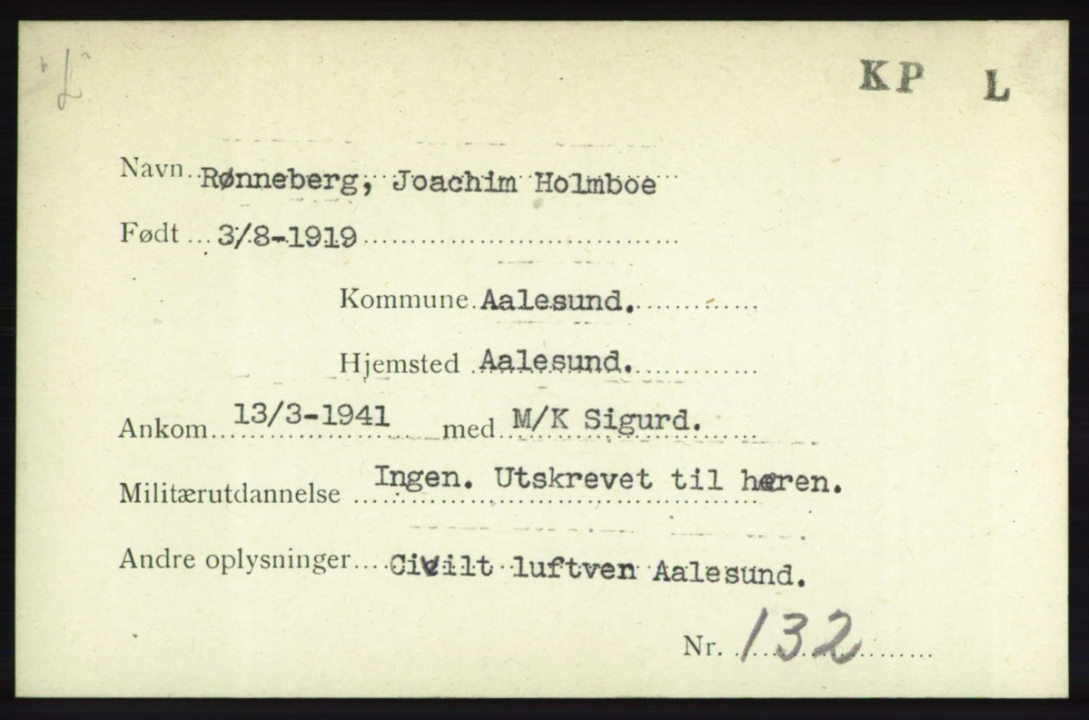 "L"
KP L
Navn Rønneberg, Joachim Holmboe
Født 3/8-1919
Kommune Aalesund.
Hjemsted Aalesund.
Ankom 13/3-1941 med M/K Sigurd.
Militærutdannelse Ingen. Utskrevet til hæren.
Andre oplysninger Civilt luftven Aalesund.
Nr. 132